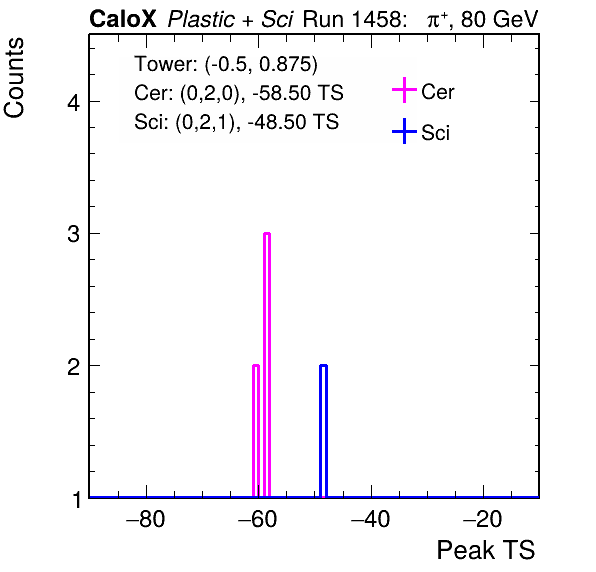 CaloX Plastic + Sci Run 1458: π⁺, 80 GeV
Counts
Tower: (-0.5, 0.875)
Cer: (0,2,0), -58.50 TS
Sci: (0,2,1), -48.50 TS
Cer
Sci
4
3
2
1
−80 −60 −40 −20
Peak TS